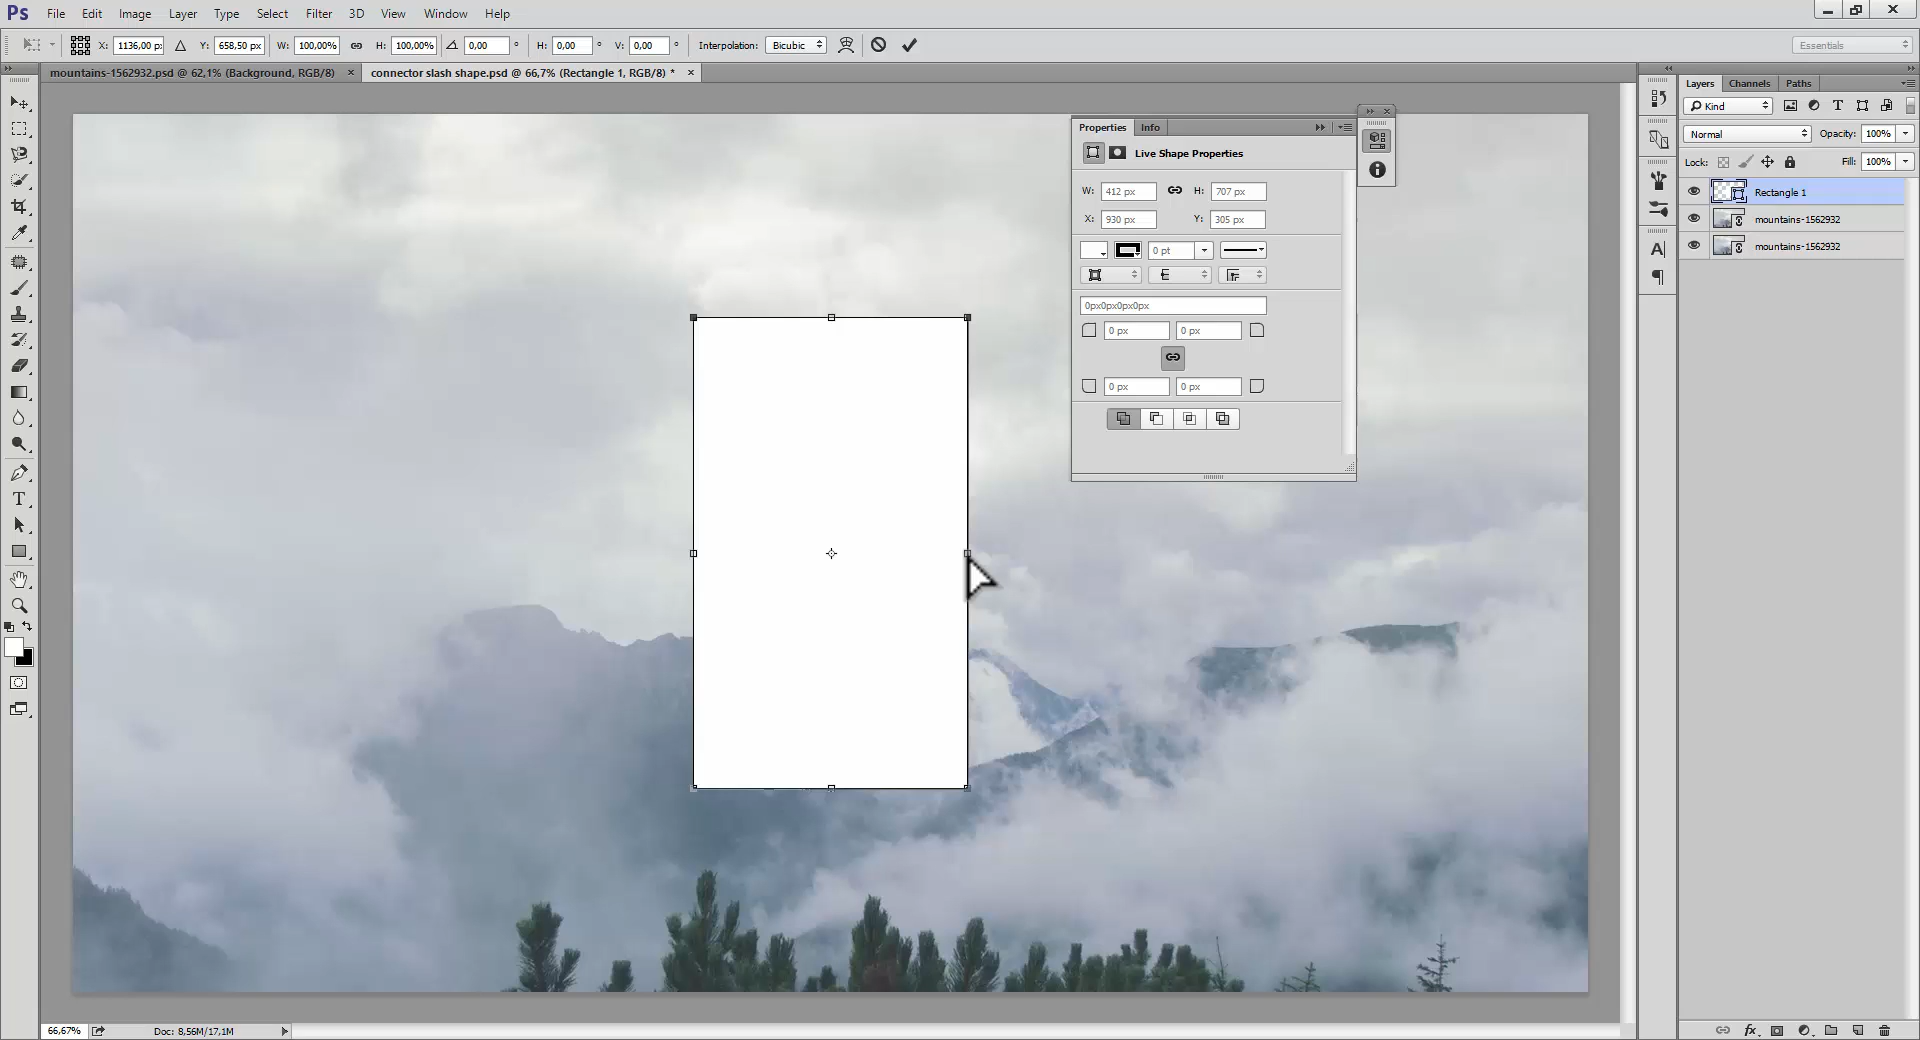 Ps File Edit Image Layer Type Select Filter 3D View Window Help
X: 1136,00 px Y: 658,50 px W: 100,00% H: 100,00% 0,00 ° H: 0,00 ° V: 0,00 ° Interpolation: Bicubic Essentials
mountains-1562932.psd @ 62,1% (Background, RGB/8) × connector slash shape.psd @ 66,7% (Rectangle 1, RGB/8) * ×
Layers Channels Paths
Kind
Normal Opacity: 100%
Lock: Fill: 100%
Rectangle 1
mountains-1562932
mountains-1562932
Properties Info
Live Shape Properties
W: 412 px H: 707 px
X: 930 px Y: 305 px
0 pt
0px0px0px0px
0 px 0 px
0 px 0 px
66,67% Doc: 8,56M/17,1M